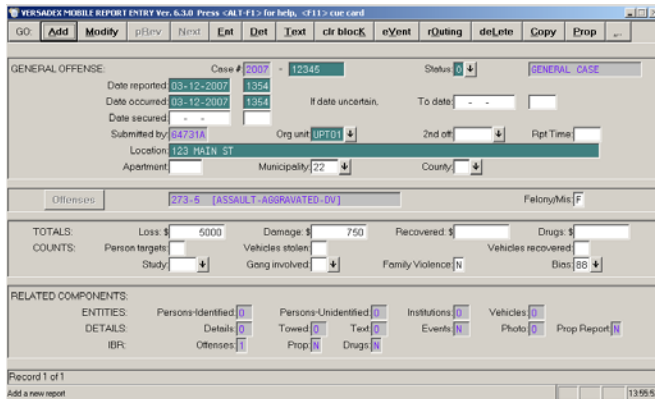 VERSADEX MOBILE REPORT ENTRY Ver. 6.3.0 Press <ALT-F1> for help, <F11> cue card
GO: Add Modify pRev Next Ent Det Text clr blocK eVent rOuting deLete Copy Prop
GENERAL OFFENSE: Case #: 2007 - 12345 Status: 0 GENERAL CASE
Date reported: 03-12-2007 1354
Date occurred: 03-12-2007 1354 If date uncertain, To date: - -
Date secured: - -
Submitted by: 64731A Org unit: UPT01 2nd off: Rpt Time:
Location: 123 MAIN ST
Apartment: Municipality: 22 County:
Offenses 273-5 [ASSAULT-AGGRAVATED-DV] Felony/Mis: F
TOTALS: Loss: $ 5000 Damage: $ 750 Recovered: $ Drugs: $
COUNTS: Person targets: Vehicles stolen: Vehicles recovered:
Study: Gang involved: Family Violence: N Bias: 88
RELATED COMPONENTS:
ENTITIES: Persons-Identified: 0 Persons-Unidentified: 0 Institutions: 0 Vehicles: 0
DETAILS: Details: 0 Towed: 0 Text: 0 Events: N Photo: 0 Prop Report: N
IBR: Offenses: 1 Prop: N Drugs: N
Record 1 of 1
Add a new report